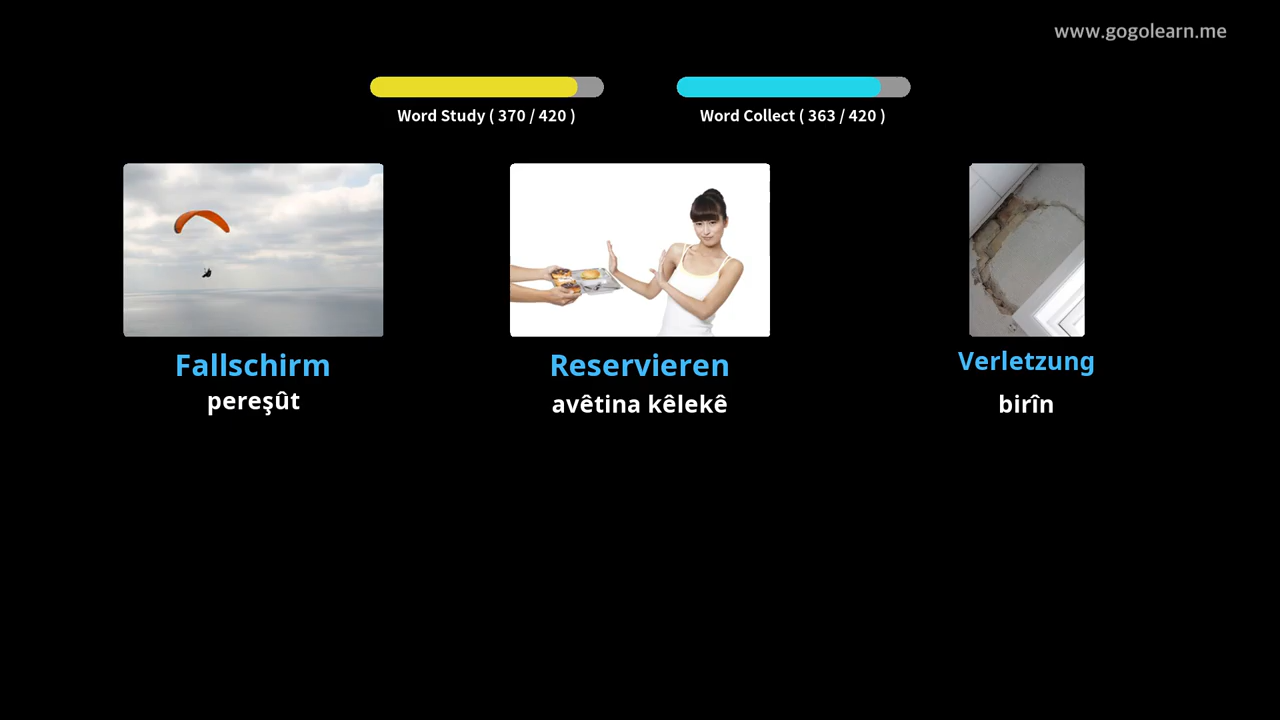 www.gogolearn.me
Word Study ( 370 / 420 )
Word Collect ( 363 / 420 )
Fallschirm
pereşût
Reservieren
avêtina kêlekê
Verletzung
birîn